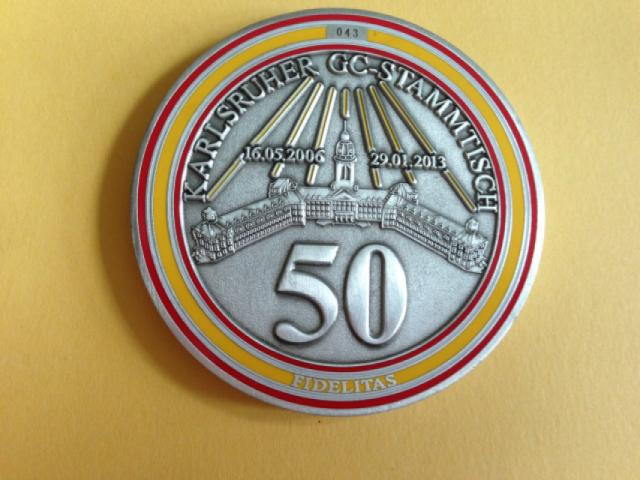 043
KARLSRUHER GC-STAMMTISCH
16.05.2006 29.01.2013
50
FIDELITAS